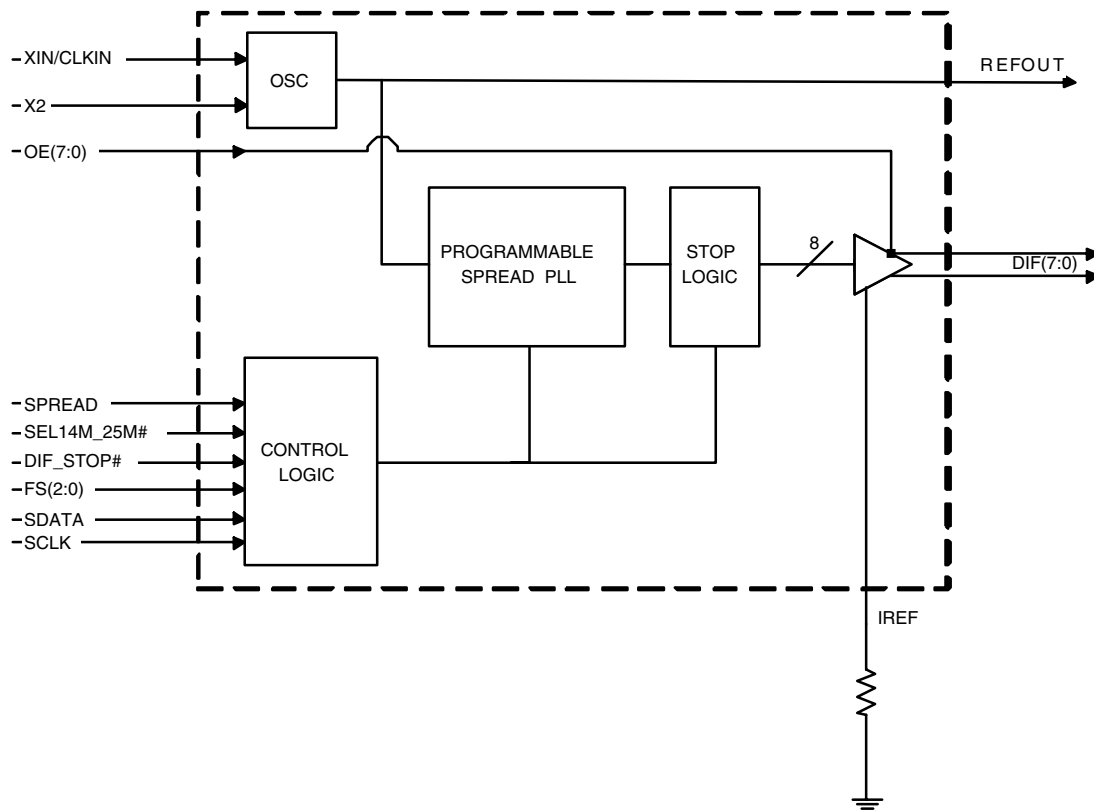 XIN/CLKIN
OSC
REFOUT
X2
OE(7:0)
PROGRAMMABLE
SPREAD PLL
STOP
LOGIC
8
DIF(7:0)
SPREAD
SEL14M_25M#
DIF_STOP#
FS(2:0)
SDATA
SCLK
CONTROL
LOGIC
IREF